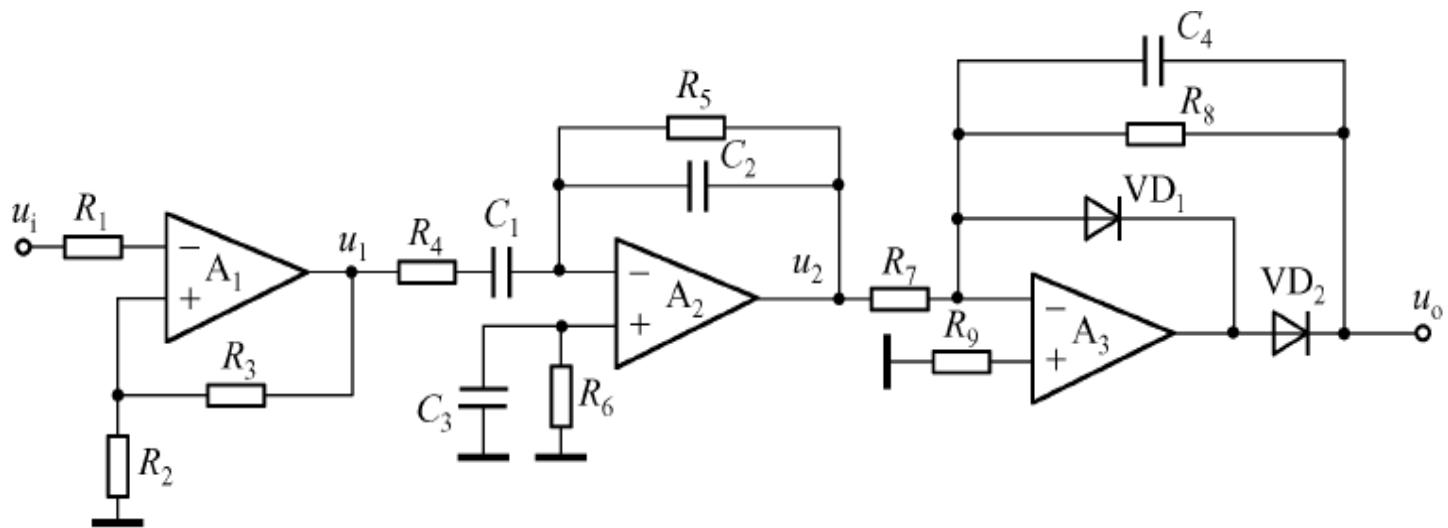 C₄
R₅
R₈
C₂
VD₁
uᵢ
R₁
−
A₁
+
u₁
R₄
C₁
−
A₂
+
u₂
R₇
−
A₃
+
VD₂
uₒ
R₉
R₃
C₃
R₆
R₂